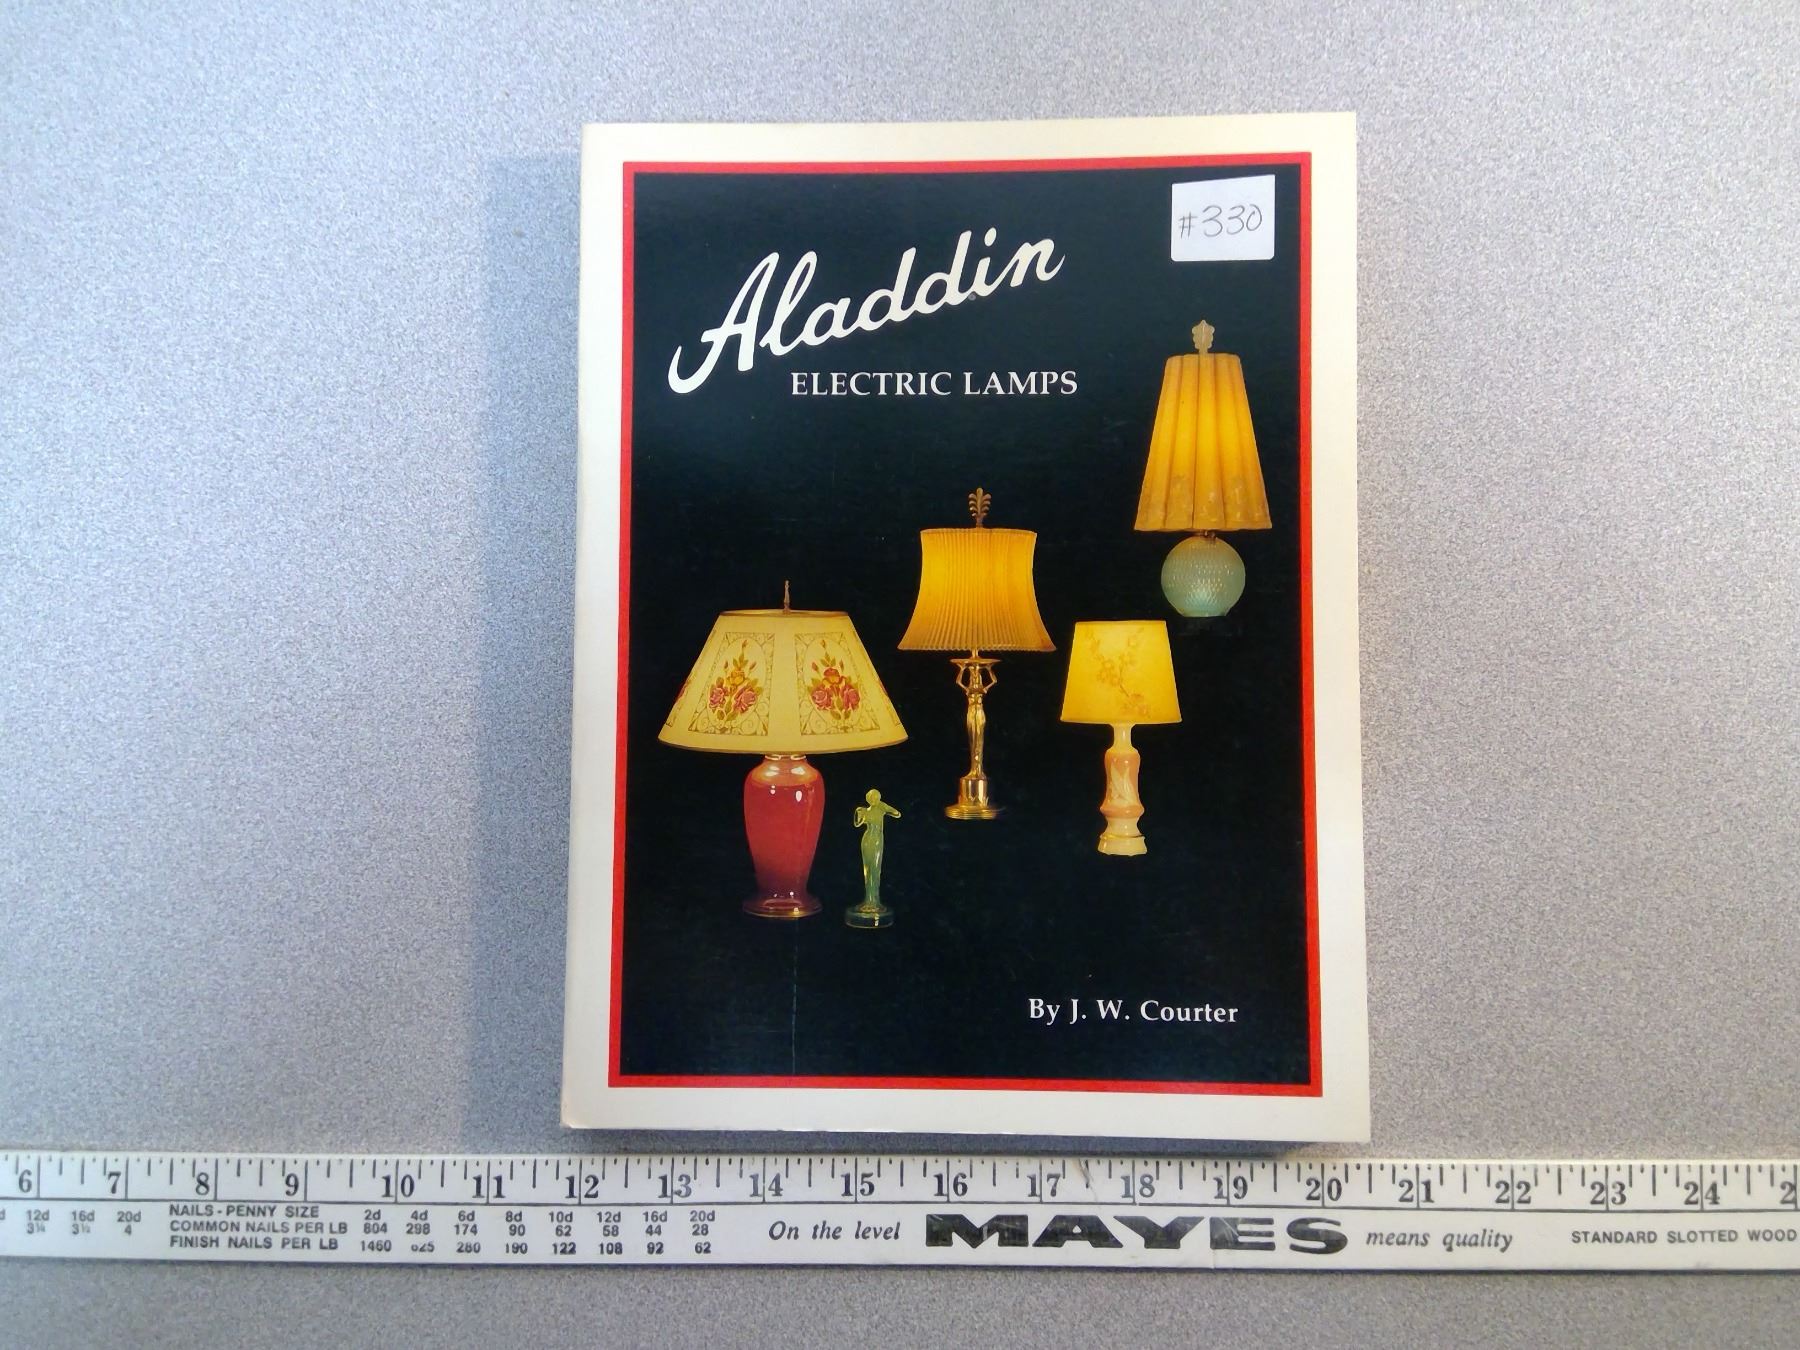 #330
Aladdin
ELECTRIC LAMPS
By J. W. Courter
6 7 8 9 10 11 12 13 14 15 16 17 18 19 20 21 22 23 24 2
12d 16d 20d NAILS - PENNY SIZE 2d 4d 6d 8d 10d 12d 16d 20d
3¼ 3½ 4 COMMON NAILS PER LB 804 298 174 90 62 58 44 28
FINISH NAILS PER LB 1460 280 190 122 108 92 62
On the level MAYES means quality STANDARD SLOTTED WOOD